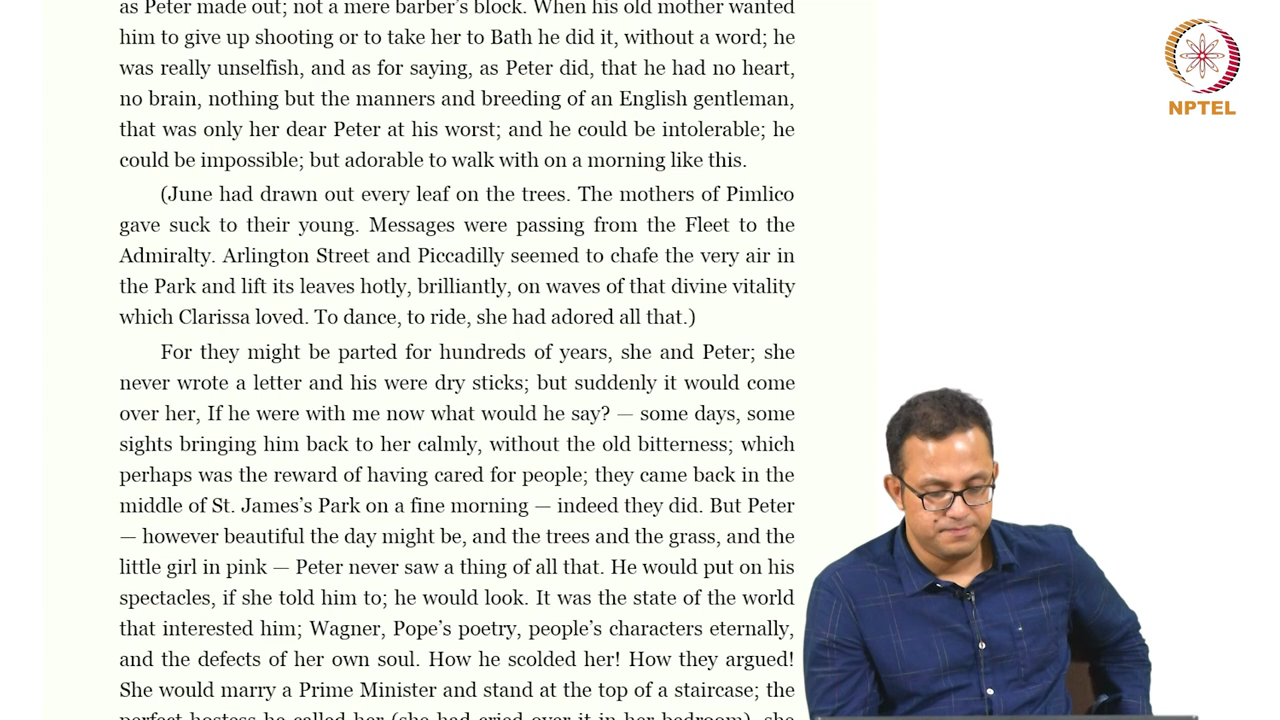 as Peter made out; not a mere barber's block. When his old mother wanted
him to give up shooting or to take her to Bath he did it, without a word; he
was really unselfish, and as for saying, as Peter did, that he had no heart,
no brain, nothing but the manners and breeding of an English gentleman,
that was only her dear Peter at his worst; and he could be intolerable; he
could be impossible; but adorable to walk with on a morning like this.
(June had drawn out every leaf on the trees. The mothers of Pimlico
gave suck to their young. Messages were passing from the Fleet to the
Admiralty. Arlington Street and Piccadilly seemed to chafe the very air in
the Park and lift its leaves hotly, brilliantly, on waves of that divine vitality
which Clarissa loved. To dance, to ride, she had adored all that.)
For they might be parted for hundreds of years, she and Peter; she
never wrote a letter and his were dry sticks; but suddenly it would come
over her, If he were with me now what would he say? — some days, some
sights bringing him back to her calmly, without the old bitterness; which
perhaps was the reward of having cared for people; they came back in the
middle of St. James's Park on a fine morning — indeed they did. But Peter
— however beautiful the day might be, and the trees and the grass, and the
little girl in pink — Peter never saw a thing of all that. He would put on his
spectacles, if she told him to; he would look. It was the state of the world
that interested him; Wagner, Pope's poetry, people's characters eternally,
and the defects of her own soul. How he scolded her! How they argued!
She would marry a Prime Minister and stand at the top of a staircase; the
perfect hostess he called her (she had cried over it in her bedroom), she
NPTEL